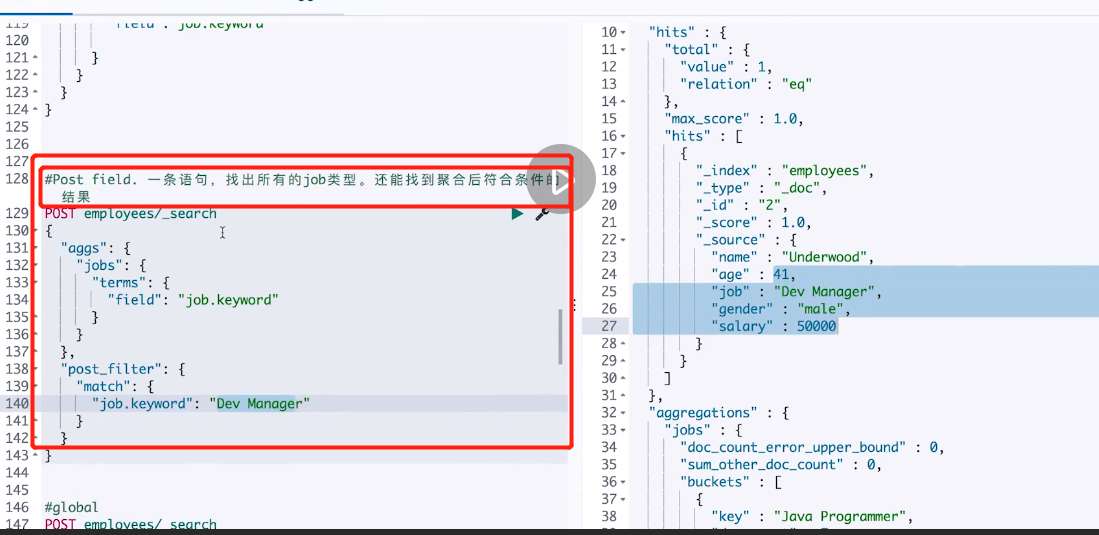 119 "field": "job.keyword"
120
121 }
122 }
123 }
124 }
125
126
127
128 #Post field. 一条语句，找出所有的job类型。还能找到聚合后符合条件的
结果
129 POST employees/_search
130 {
131 "aggs": {
132 "jobs": {
133 "terms": {
134 "field": "job.keyword"
135 }
136 }
137 },
138 "post_filter": {
139 "match": {
140 "job.keyword": "Dev Manager"
141 }
142 }
143 }
144
145
146 #global
147 POST employees/_search
10 "hits" : {
11 "total" : {
12 "value" : 1,
13 "relation" : "eq"
14 },
15 "max_score" : 1.0,
16 "hits" : [
17 {
18 "_index" : "employees",
19 "_type" : "_doc",
20 "_id" : "2",
21 "_score" : 1.0,
22 "_source" : {
23 "name" : "Underwood",
24 "age" : 41,
25 "job" : "Dev Manager",
26 "gender" : "male",
27 "salary" : 50000
28 }
29 }
30 ]
31 },
32 "aggregations" : {
33 "jobs" : {
34 "doc_count_error_upper_bound" : 0,
35 "sum_other_doc_count" : 0,
36 "buckets" : [
37 {
38 "key" : "Java Programmer",